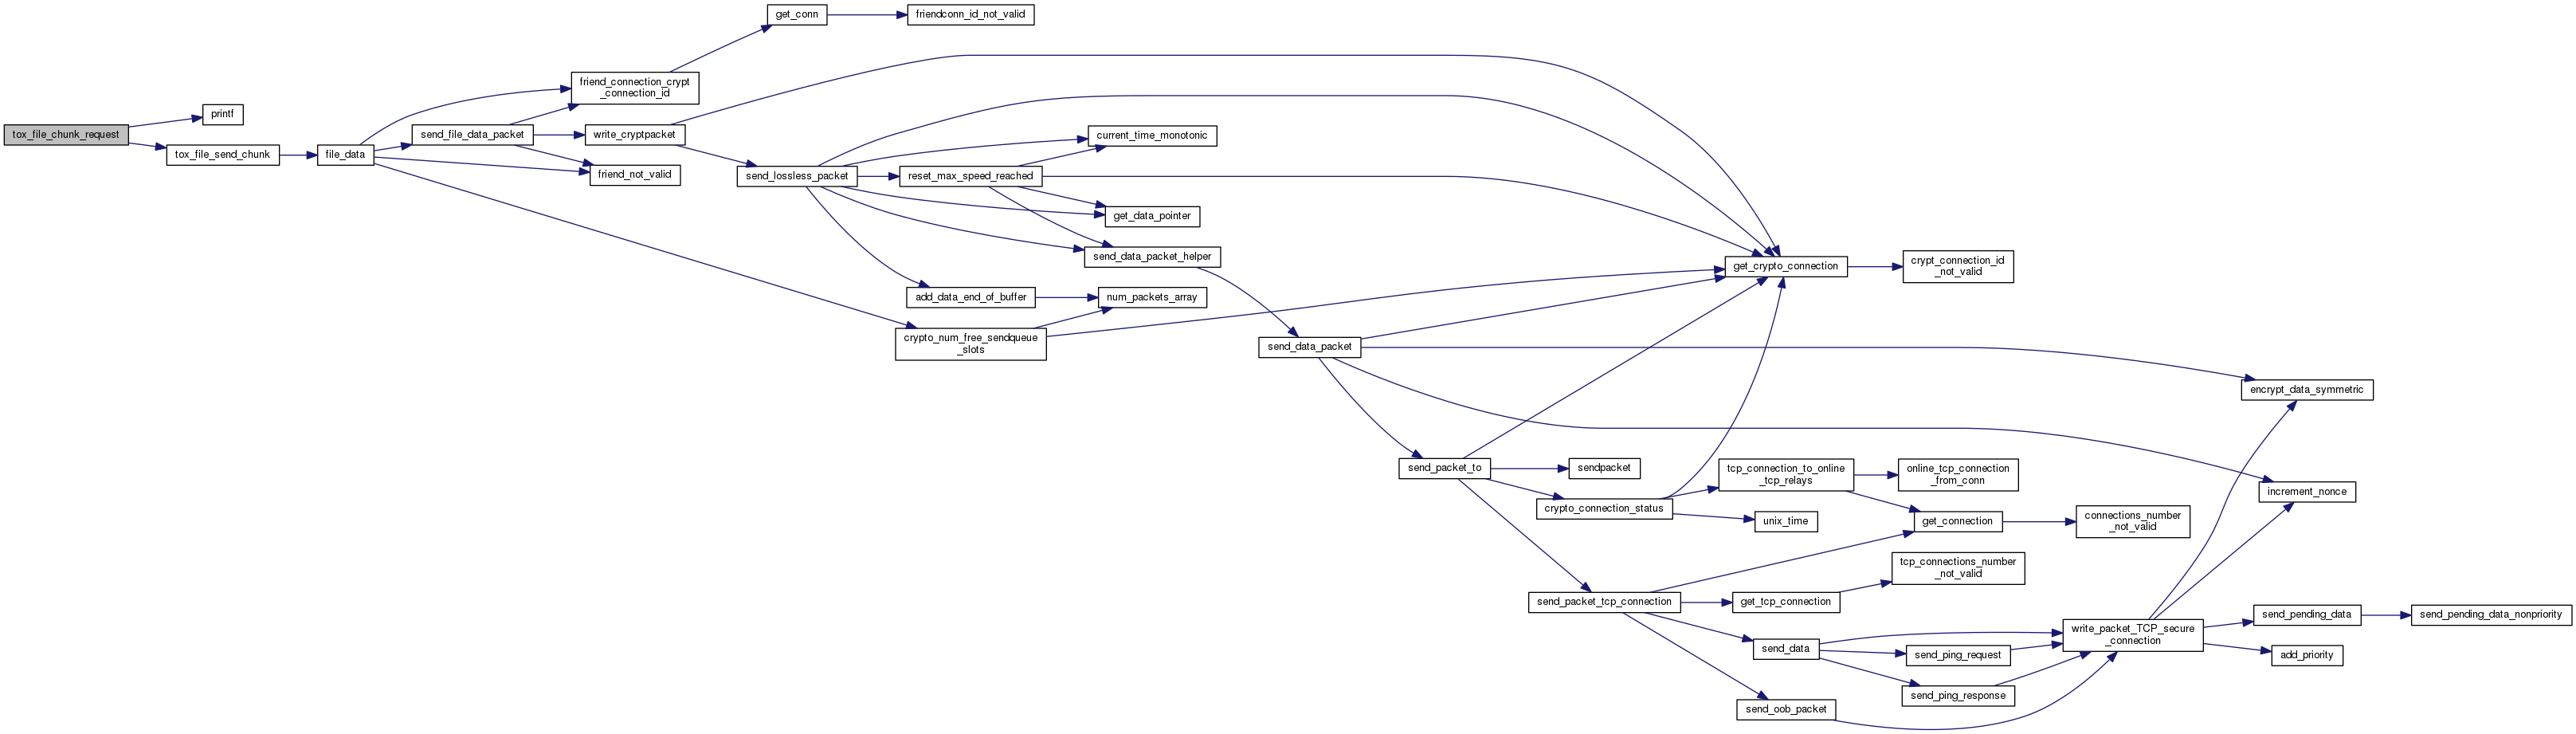 get_conn
friendconn_id_not_valid
friend_connection_crypt
_connection_id
printf
tox_file_chunk_request
send_file_data_packet
write_cryptpacket
current_time_monotonic
tox_file_send_chunk
file_data
friend_not_valid
send_lossless_packet
reset_max_speed_reached
get_data_pointer
send_data_packet_helper
get_crypto_connection
crypt_connection_id
_not_valid
add_data_end_of_buffer
num_packets_array
crypto_num_free_sendqueue
_slots
send_data_packet
encrypt_data_symmetric
send_packet_to
sendpacket
tcp_connection_to_online
_tcp_relays
online_tcp_connection
_from_conn
increment_nonce
crypto_connection_status
unix_time
get_connection
connections_number
_not_valid
tcp_connections_number
_not_valid
send_packet_tcp_connection
get_tcp_connection
send_pending_data
send_pending_data_nonpriority
write_packet_TCP_secure
_connection
send_data
send_ping_request
add_priority
send_ping_response
send_oob_packet